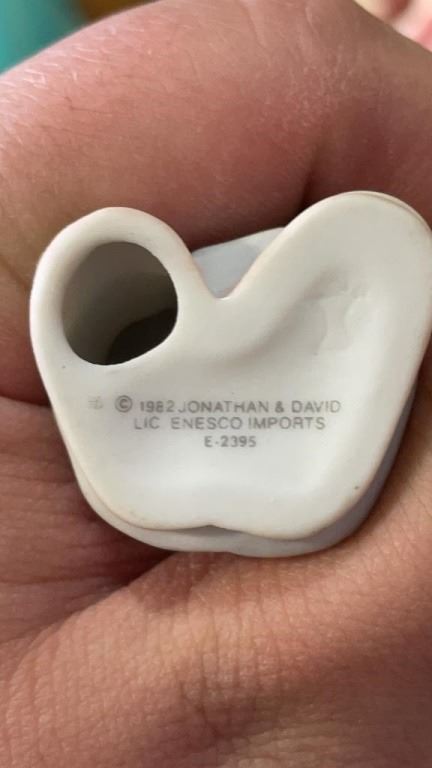 © 1982 JONATHAN & DAVID
LIC. ENESCO IMPORTS
E-2395